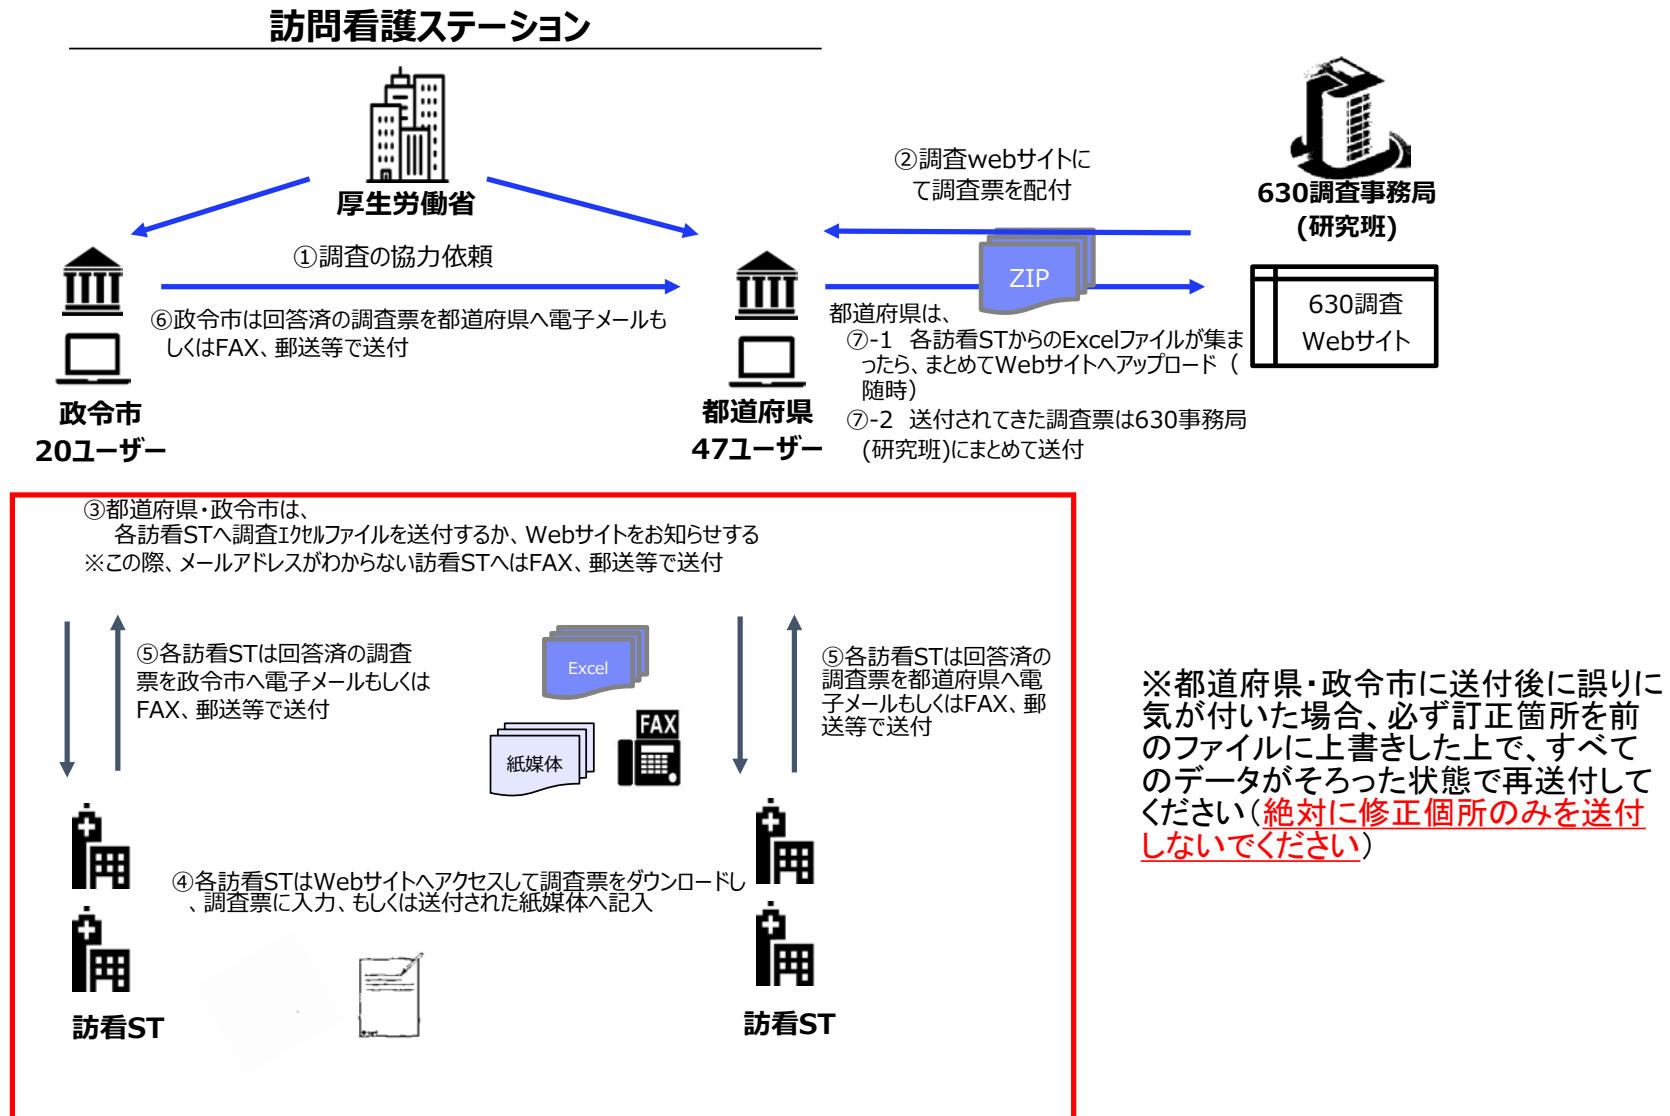 訪問看護ステーション
厚生労働省
②調査webサイトに
て調査票を配付
630調査事務局
(研究班)
①調査の協力依頼
ZIP
630調査
Webサイト
⑥政令市は回答済の調査票を都道府県へ電子メールも
しくはFAX、郵送等で送付
都道府県は、
⑦-1 各訪看STからのExcelファイルが集ま
ったら、まとめてWebサイトへアップロード（
随時）
⑦-2 送付されてきた調査票は630事務局
(研究班)にまとめて送付
政令市
20ユーザー
都道府県
47ユーザー
③都道府県・政令市は、
各訪看STへ調査ｴｸｾﾙファイルを送付するか、Webサイトをお知らせする
※この際、メールアドレスがわからない訪看STへはFAX、郵送等で送付
⑤各訪看STは回答済の調査
票を政令市へ電子メールもしくは
FAX、郵送等で送付
Excel
紙媒体
FAX
⑤各訪看STは回答済の
調査票を都道府県へ電
子メールもしくはFAX、郵
送等で送付
④各訪看STはWebサイトへアクセスして調査票をダウンロードし
、調査票に入力、もしくは送付された紙媒体へ記入
訪看ST
訪看ST
※都道府県・政令市に送付後に誤りに
気が付いた場合、必ず訂正箇所を前
のファイルに上書きした上で、すべて
のデータがそろった状態で再送付して
ください（絶対に修正個所のみを送付
しないでください）